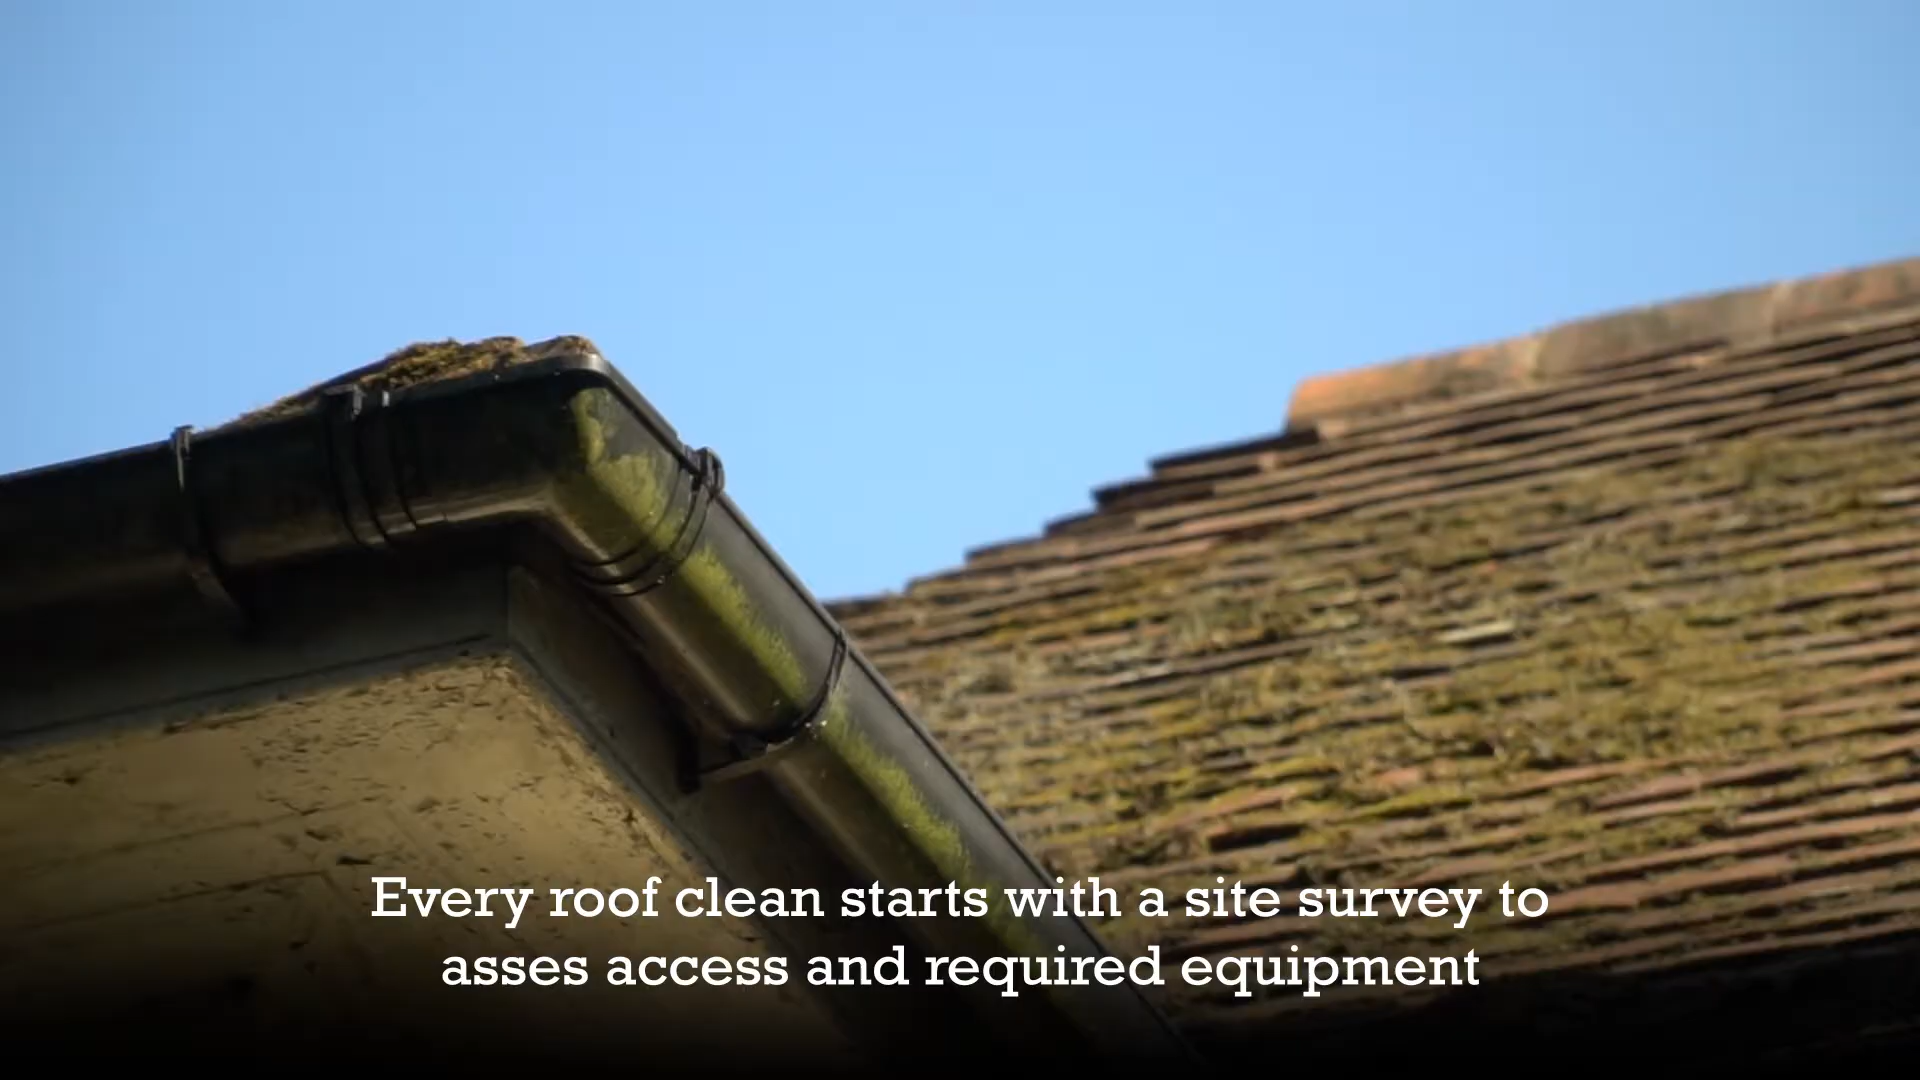 Every roof clean starts with a site survey to
asses access and required equipment